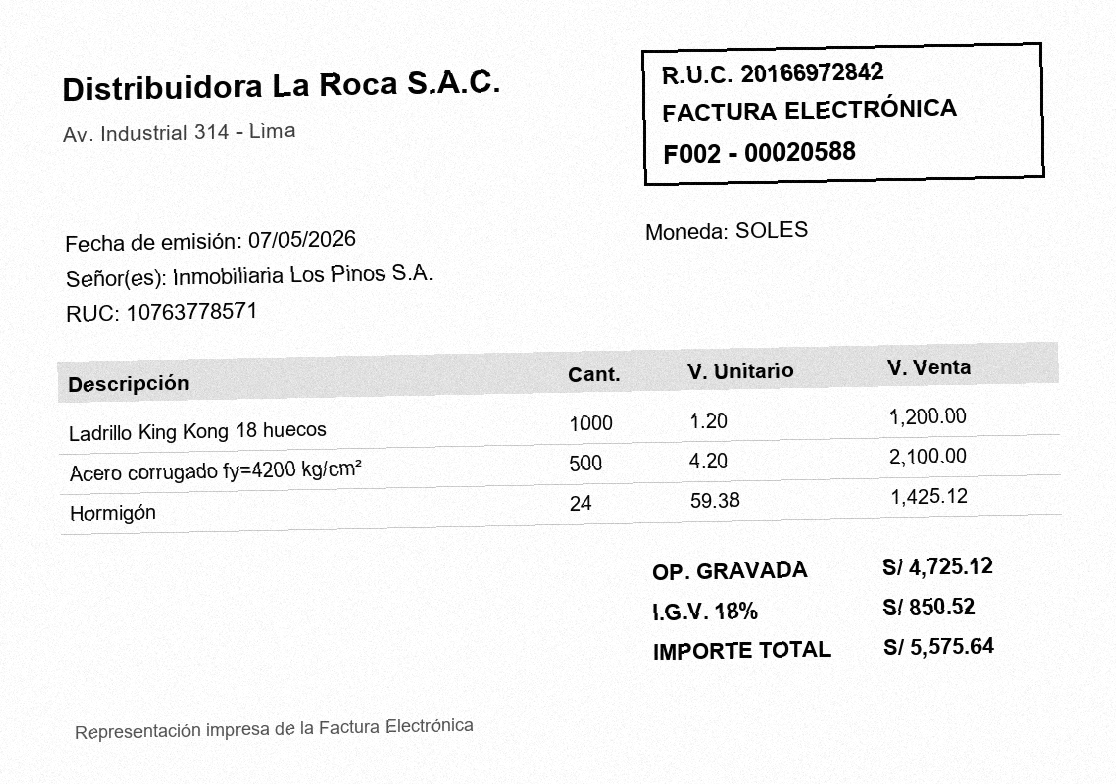 Distribuidora La Roca S.A.C.
Av. Industrial 314 - Lima
R.U.C. 20166972842
FACTURA ELECTRÓNICA
F002 - 00020588
Fecha de emisión: 07/05/2026
Moneda: SOLES
Señor(es): Inmobiliaria Los Pinos S.A.
RUC: 10763778571
Descripción Cant. V. Unitario V. Venta
Ladrillo King Kong 18 huecos 1000 1.20 1,200.00
Acero corrugado fy=4200 kg/cm² 500 4.20 2,100.00
Hormigón 24 59.38 1,425.12
OP. GRAVADA S/ 4,725.12
I.G.V. 18% S/ 850.52
IMPORTE TOTAL S/ 5,575.64
Representación impresa de la Factura Electrónica